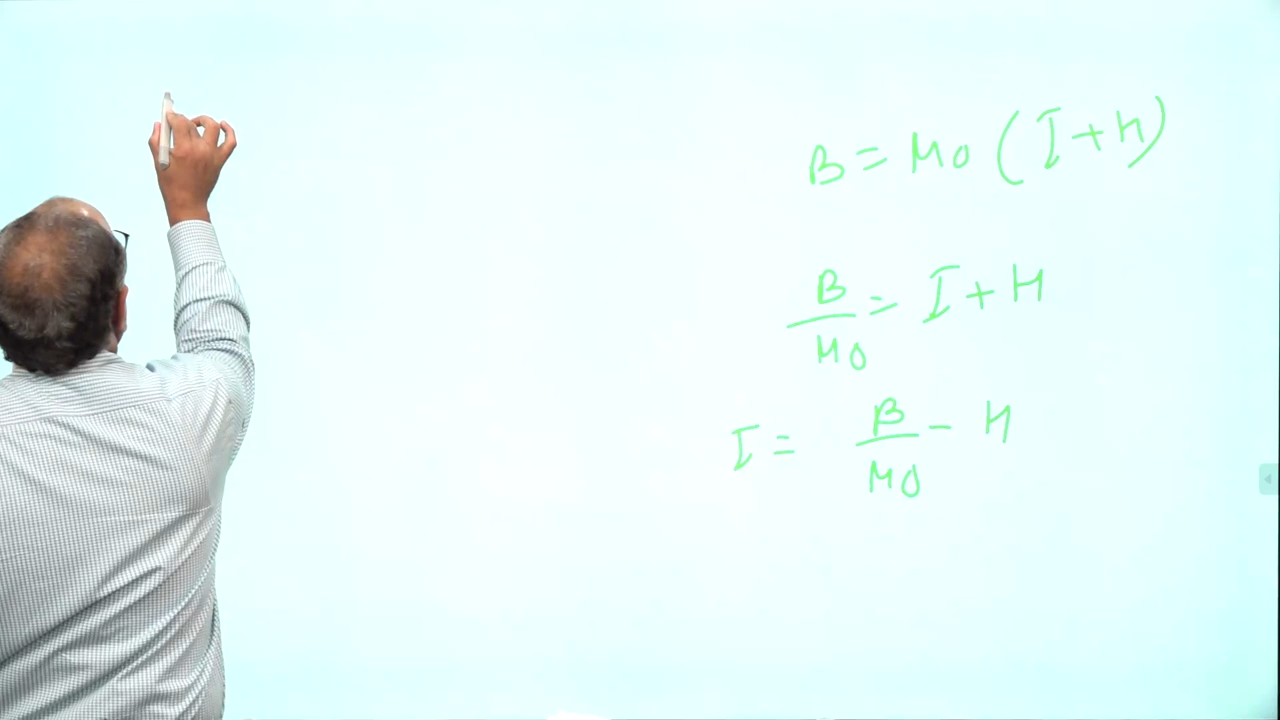 B = μ0 (I + H)
B/μ0 = I + H
I = B/μ0 - H